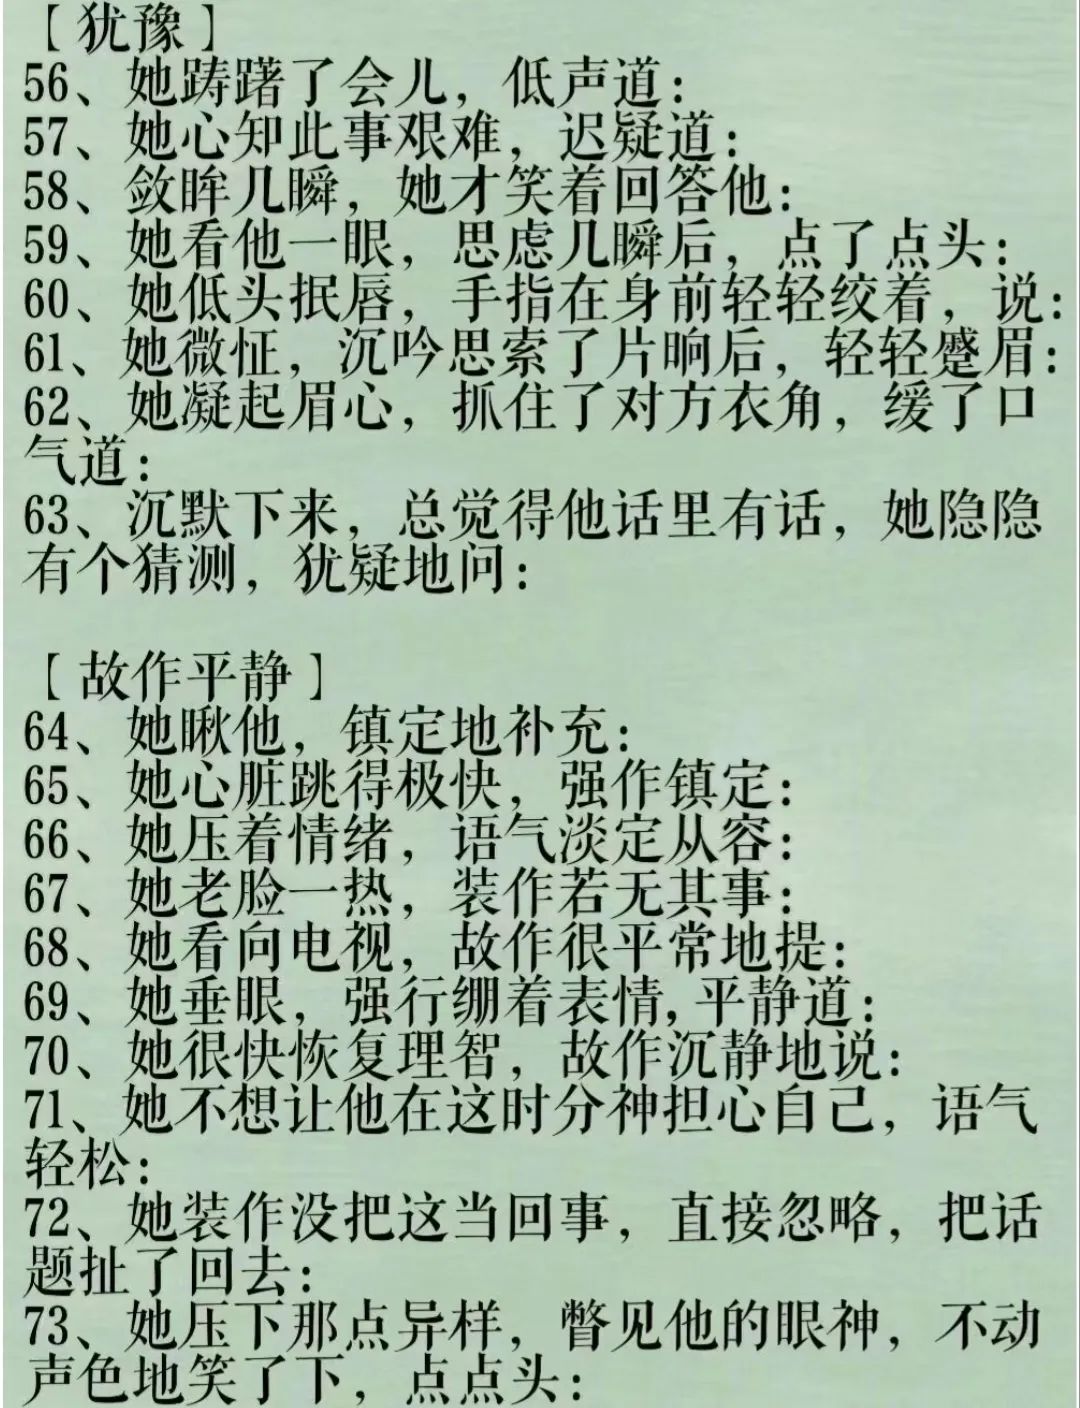 【犹豫】
56、她踌躇了会儿，低声道：
57、她心知此事艰难，迟疑道：
58、敛眸几瞬，她才笑着回答他：
59、她看他一眼，思虑几瞬后，点了点头：
60、她低头抿唇，手指在身前轻轻绞着，说：
61、她微怔，沉吟思索了片晌后，轻轻蹙眉：
62、她凝起眉心，抓住了对方衣角，缓了口
气道：
63、沉默下来，总觉得他话里有话，她隐隐
有个猜测，犹疑地问：
【故作平静】
64、她瞅他，镇定地补充：
65、她心脏跳得极快，强作镇定：
66、她压着情绪，语气淡定从容：
67、她老脸一热，装作若无其事：
68、她看向电视，故作很平常地提：
69、她垂眼，强行绷着表情,平静道：
70、她很快恢复理智，故作沉静地说：
71、她不想让他在这时分神担心自己，语气
轻松：
72、她装作没把这当回事，直接忽略，把话
题扯了回去：
73、她压下那点异样，瞥见他的眼神，不动
声色地笑了下，点点头：